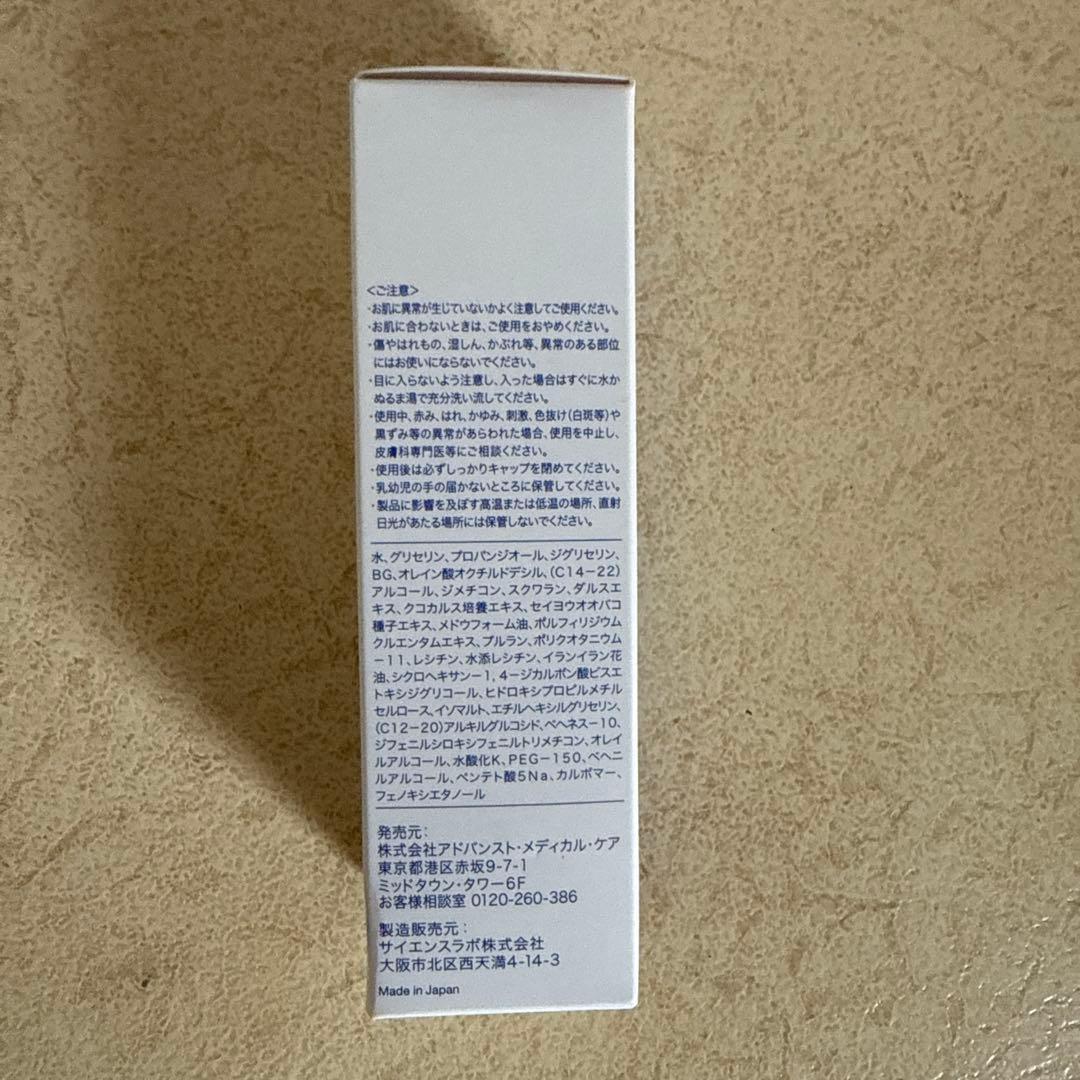 <ご注意>
・お肌に異常が生じていないかよく注意してご使用ください。
・お肌に合わないときは、ご使用をおやめください。
・傷やはれもの、湿しん、かぶれ等、異常のある部位
にはお使いにならないでください。
・目に入らないよう注意し、入った場合はすぐに水か
ぬるま湯で充分洗い流してください。
・使用中、赤み、はれ、かゆみ、刺激、色抜け(白斑等)や
黒ずみ等の異常があらわれた場合、使用を中止し、
皮膚科専門医等にご相談ください。
・使用後は必ずしっかりキャップを閉めてください。
・乳幼児の手の届かないところに保管してください。
・製品に影響を及ぼす高温または低温の場所、直射
日光があたる場所には保管しないでください。
水、グリセリン、プロパンジオール、ジグリセリン、
BG、オレイン酸オクチルドデシル、(C14-22)
アルコール、ジメチコン、スクワラン、ダルスエ
キス、クコカルス培養エキス、セイヨウオオバコ
種子エキス、メドウフォーム油、ポルフィリジウム
クルエンタムエキス、プルラン、ポリクオタニウム
-11、レシチン、水添レシチン、イランイラン花
油、シクロヘキサン-1, 4-ジカルボン酸ビスエ
トキシジグリコール、ヒドロキシプロピルメチル
セルロース、イソマルト、エチルヘキシルグリセリン、
(C12-20)アルキルグルコシド、ベヘネス-10、
ジフェニルシロキシフェニルトリメチコン、オレイ
ルアルコール、水酸化K、PEG-150、ベヘニ
ルアルコール、ペンテト酸5Na、カルボマー、
フェノキシエタノール
発売元：
株式会社アドバンスト・メディカル・ケア
東京都港区赤坂9-7-1
ミッドタウン・タワー6F
お客様相談室 0120-260-386
製造販売元：
サイエンスラボ株式会社
大阪市北区西天満4-14-3
Made in Japan